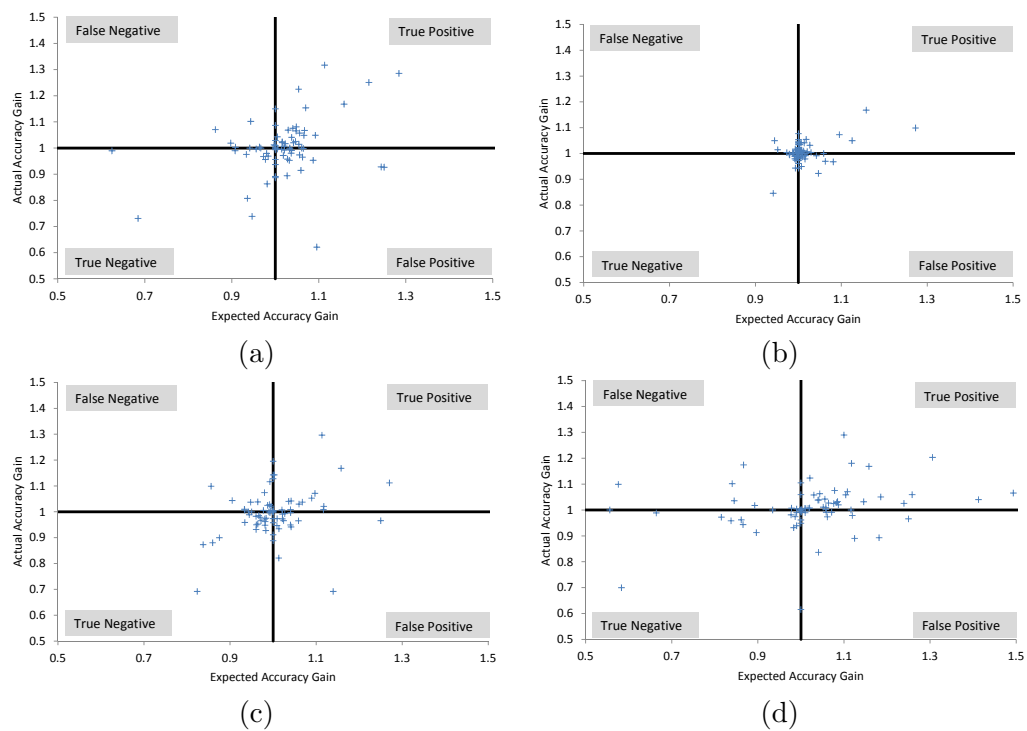 1.5
False Negative
True Positive
1.4
1.3
1.2
1.1
1
0.9
0.8
0.7
0.6
True Negative
False Positive
0.5
0.5 0.7 0.9 1.1 1.3 1.5
Actual Accuracy Gain
Expected Accuracy Gain
(a)
1.5
False Negative
True Positive
1.4
1.3
1.2
1.1
1
0.9
0.8
0.7
0.6
True Negative
False Positive
0.5
0.5 0.7 0.9 1.1 1.3 1.5
Actual Accuracy Gain
Expected Accuracy Gain
(b)
1.5
False Negative
True Positive
1.4
1.3
1.2
1.1
1
0.9
0.8
0.7
0.6
True Negative
False Positive
0.5
0.5 0.7 0.9 1.1 1.3 1.5
Actual Accuracy Gain
Expected Accuracy Gain
(c)
1.5
False Negative
True Positive
1.4
1.3
1.2
1.1
1
0.9
0.8
0.7
0.6
True Negative
False Positive
0.5
0.5 0.7 0.9 1.1 1.3 1.5
Actual Accuracy Gain
Expected Accuracy Gain
(d)